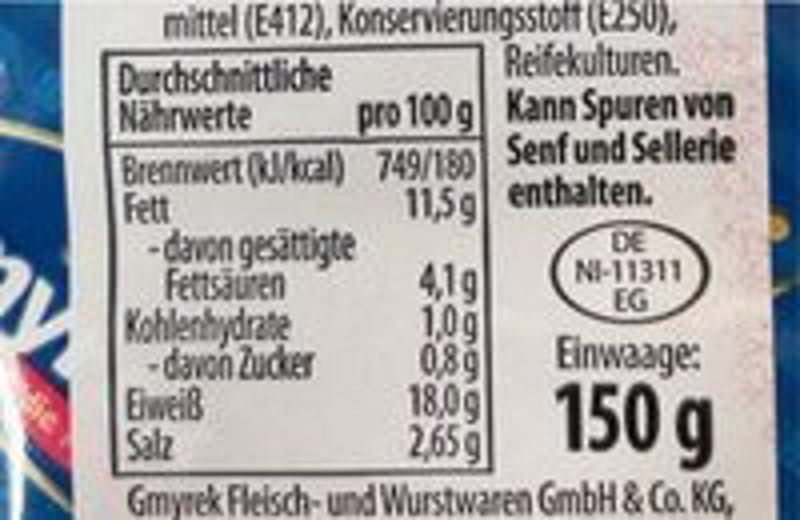 mittel (E412), Konservierungsstoff (E250),
Reifekulturen.
Kann Spuren von
Senf und Sellerie
enthalten.
Durchschnittliche
Nährwerte pro 100 g
Brennwert (kJ/kcal) 749/180
Fett 11,5 g
- davon gesättigte
Fettsäuren 4,1 g
Kohlenhydrate 1,0 g
- davon Zucker 0,8 g
Eiweiß 18,0 g
Salz 2,65 g
DE
NI-11311
EG
Einwaage:
150 g
Gmyrek Fleisch- und Wurstwaren GmbH & Co. KG,